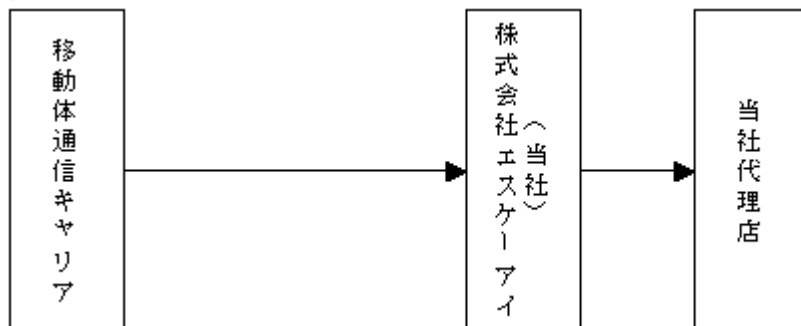 移動体通信キャリア
株式会社エスケーアイ
（当社）
当社代理店